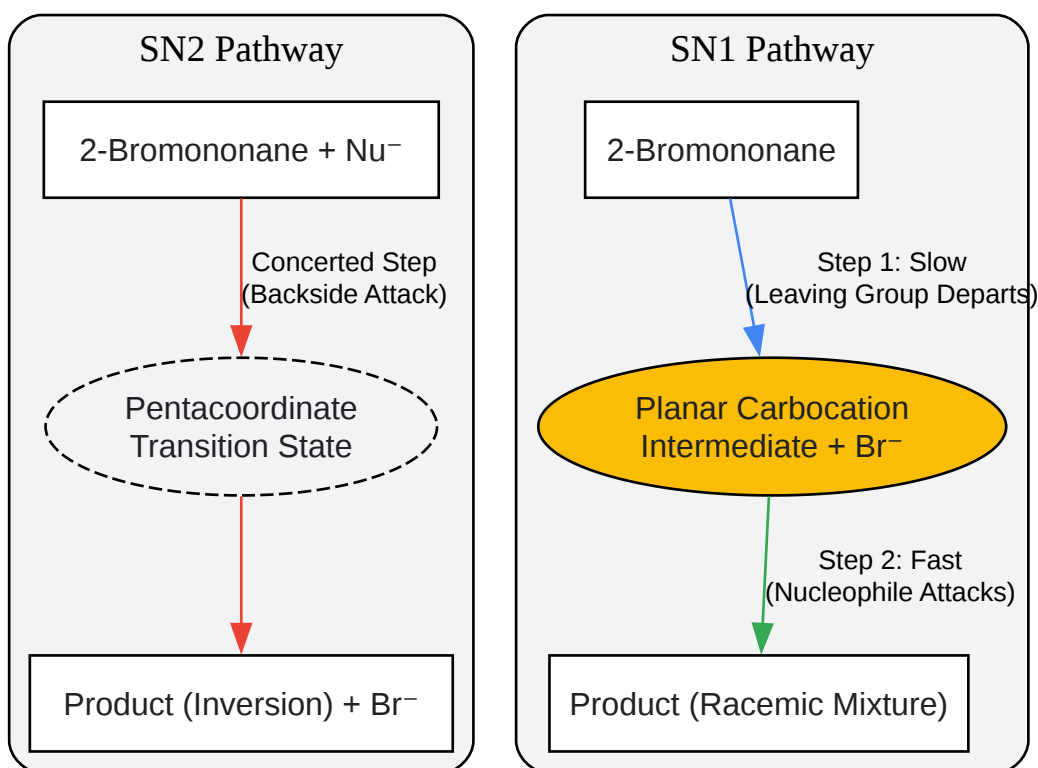 SN2 Pathway
2-Bromononane + Nu⁻
Concerted Step
(Backside Attack)
Pentacoordinate
Transition State
Product (Inversion) + Br⁻
SN1 Pathway
2-Bromononane
Step 1: Slow
(Leaving Group Departs)
Planar Carbocation
Intermediate + Br⁻
Step 2: Fast
(Nucleophile Attacks)
Product (Racemic Mixture)